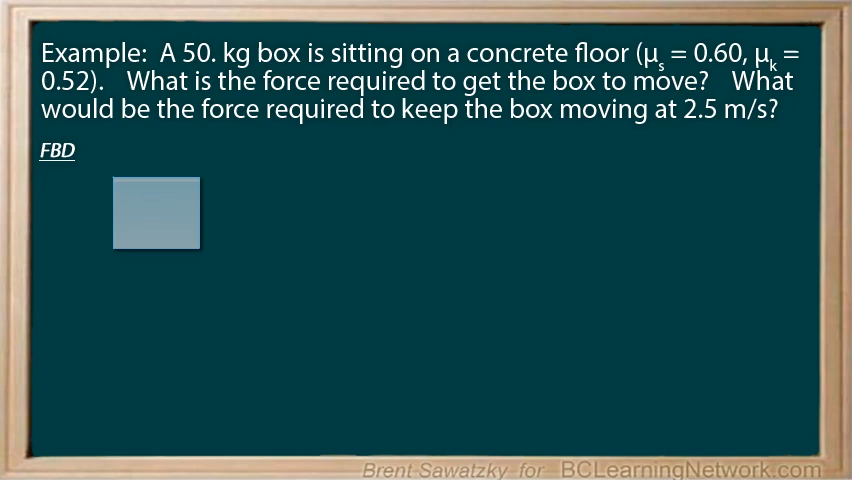 Example:  A 50. kg box is sitting on a concrete floor (μs = 0.60, μk =
0.52).   What is the force required to get the box to move?   What
would be the force required to keep the box moving at 2.5 m/s?
FBD
Brent Sawatzky for BCLearningNetwork.com